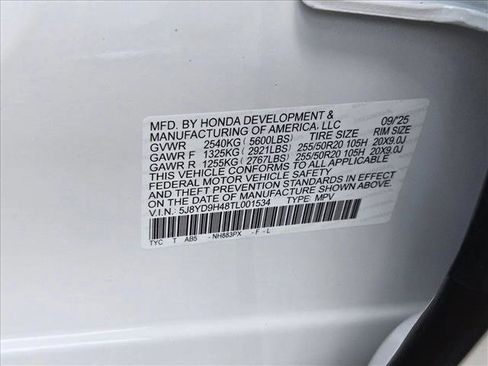 MFD. BY HONDA DEVELOPMENT & 09/'25
MANUFACTURING OF AMERICA, LLC
GVWR 2540KG ( 5600LBS) TIRE SIZE RIM SIZE
GAWR F 1325KG ( 2921LBS) 255/50R20 105H 20X9.0J
GAWR R 1255KG ( 2767LBS) 255/50R20 105H 20X9.0J
THIS VEHICLE CONFORMS TO ALL APPLICABLE
FEDERAL MOTOR VEHICLE SAFETY, BUMPER,
AND THEFT PREVENTION STANDARDS IN EFFECT
ON THE DATE OF MANUFACTURE SHOWN ABOVE.
V.I.N.: 5J8YD9H48TL001534 TYPE: MPV
TYC T AB5 - NH883PX - F - L